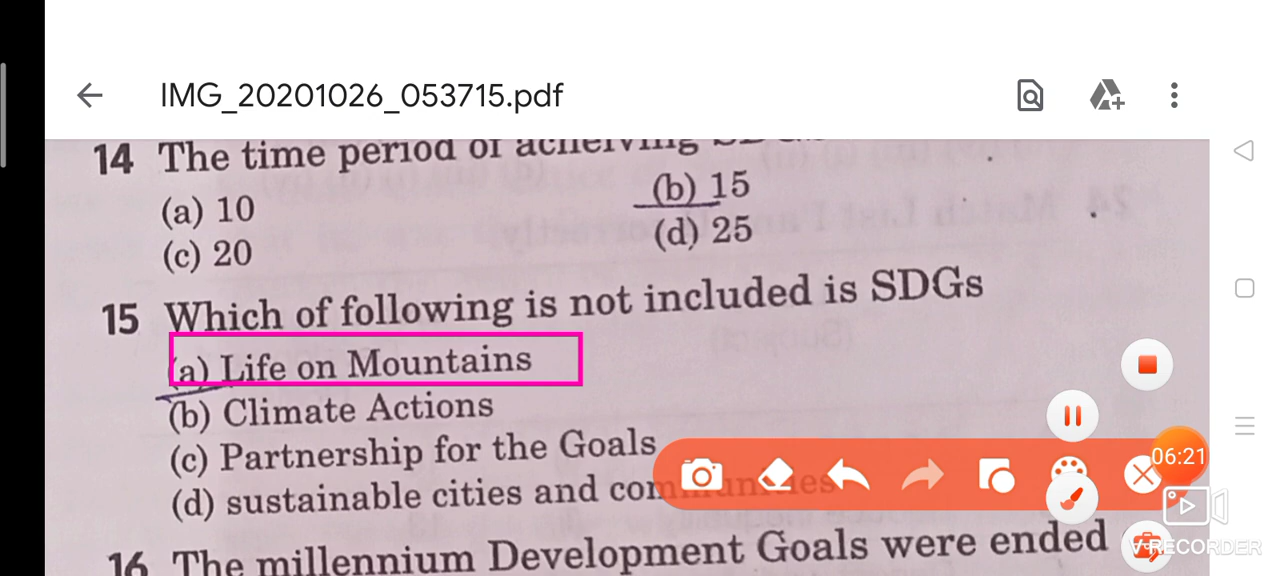 IMG_20201026_053715.pdf
14 The time period of acheiving
(a) 10 (b) 15
(c) 20 (d) 25
15 Which of following is not included is SDGs
(a) Life on Mountains
(b) Climate Actions
(c) Partnership for the Goals
(d) sustainable cities and communities
06:21
16 The millennium Development Goals were ended
V-RECORDER